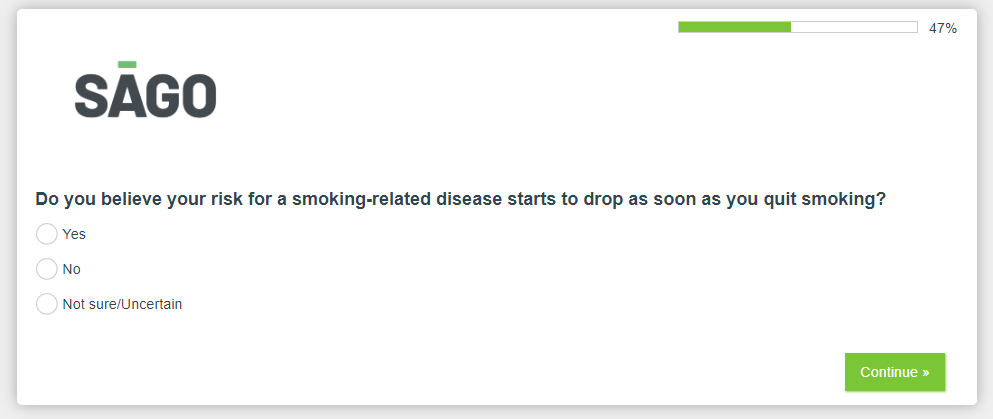 47%
SĀGO
Do you believe your risk for a smoking-related disease starts to drop as soon as you quit smoking?
Yes
No
Not sure/Uncertain
Continue »